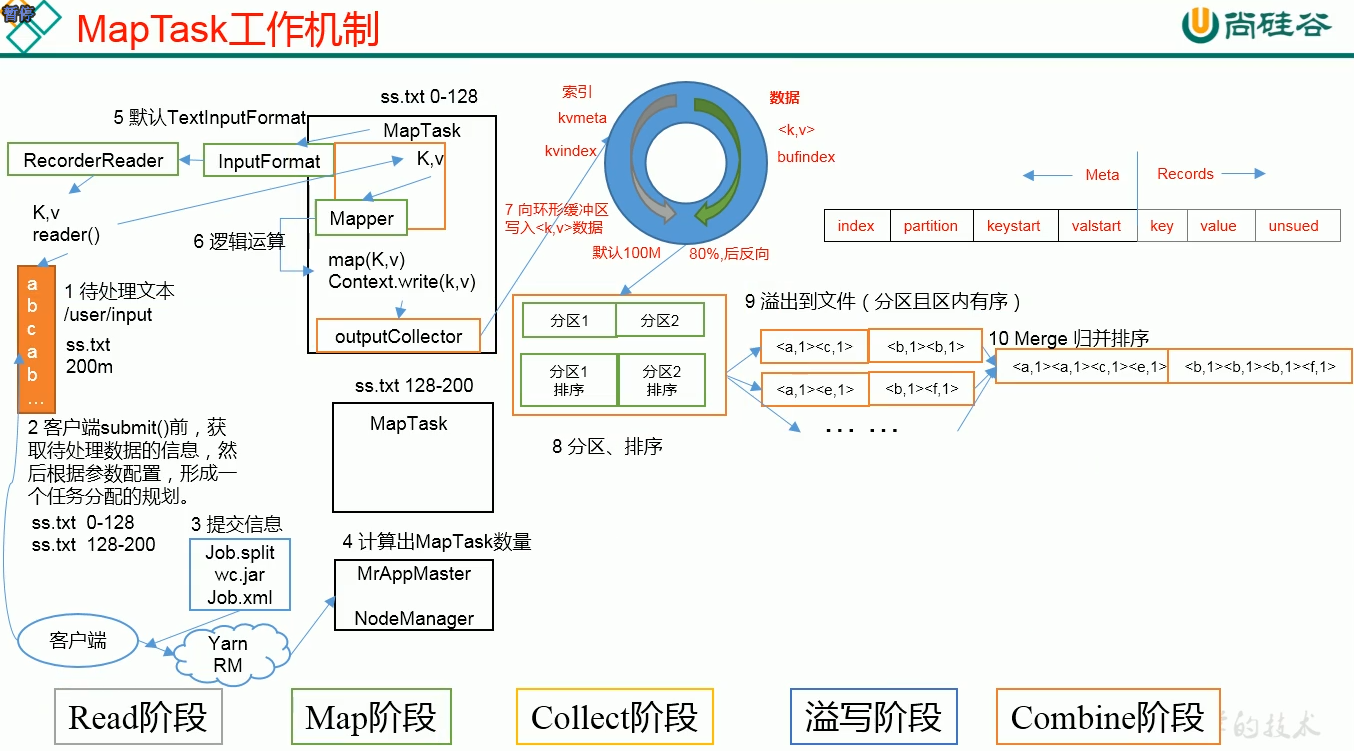 暂停
MapTask工作机制
尚硅谷
ss.txt 0-128
5 默认TextInputFormat
MapTask
RecorderReader
InputFormat
K,v
Mapper
K,v
reader()
6 逻辑运算
map(K,v)
Context.write(k,v)
outputCollector
a
b
c
a
b
...
1 待处理文本
/user/input
ss.txt
200m
2 客户端submit()前，获
取待处理数据的信息，然
后根据参数配置，形成一
个任务分配的规划。
ss.txt 0-128
ss.txt 128-200
3 提交信息
Job.split
wc.jar
Job.xml
客户端
Yarn
RM
ss.txt 128-200
MapTask
4 计算出MapTask数量
MrAppMaster
NodeManager
索引
kvmeta
kvindex
数据
<k,v>
bufindex
7 向环形缓冲区
写入<k,v>数据
默认100M
80%,后反向
Meta
Records
index
partition
keystart
valstart
key
value
unsued
分区1
分区2
分区1
排序
分区2
排序
8 分区、排序
9 溢出到文件（分区且区内有序）
<a,1><c,1>
<b,1><b,1>
<a,1><e,1>
<b,1><f,1>
... ...
10 Merge 归并排序
<a,1><a,1><c,1><e,1>
<b,1><b,1><b,1><f,1>
Read阶段
Map阶段
Collect阶段
溢写阶段
Combine阶段
的技术